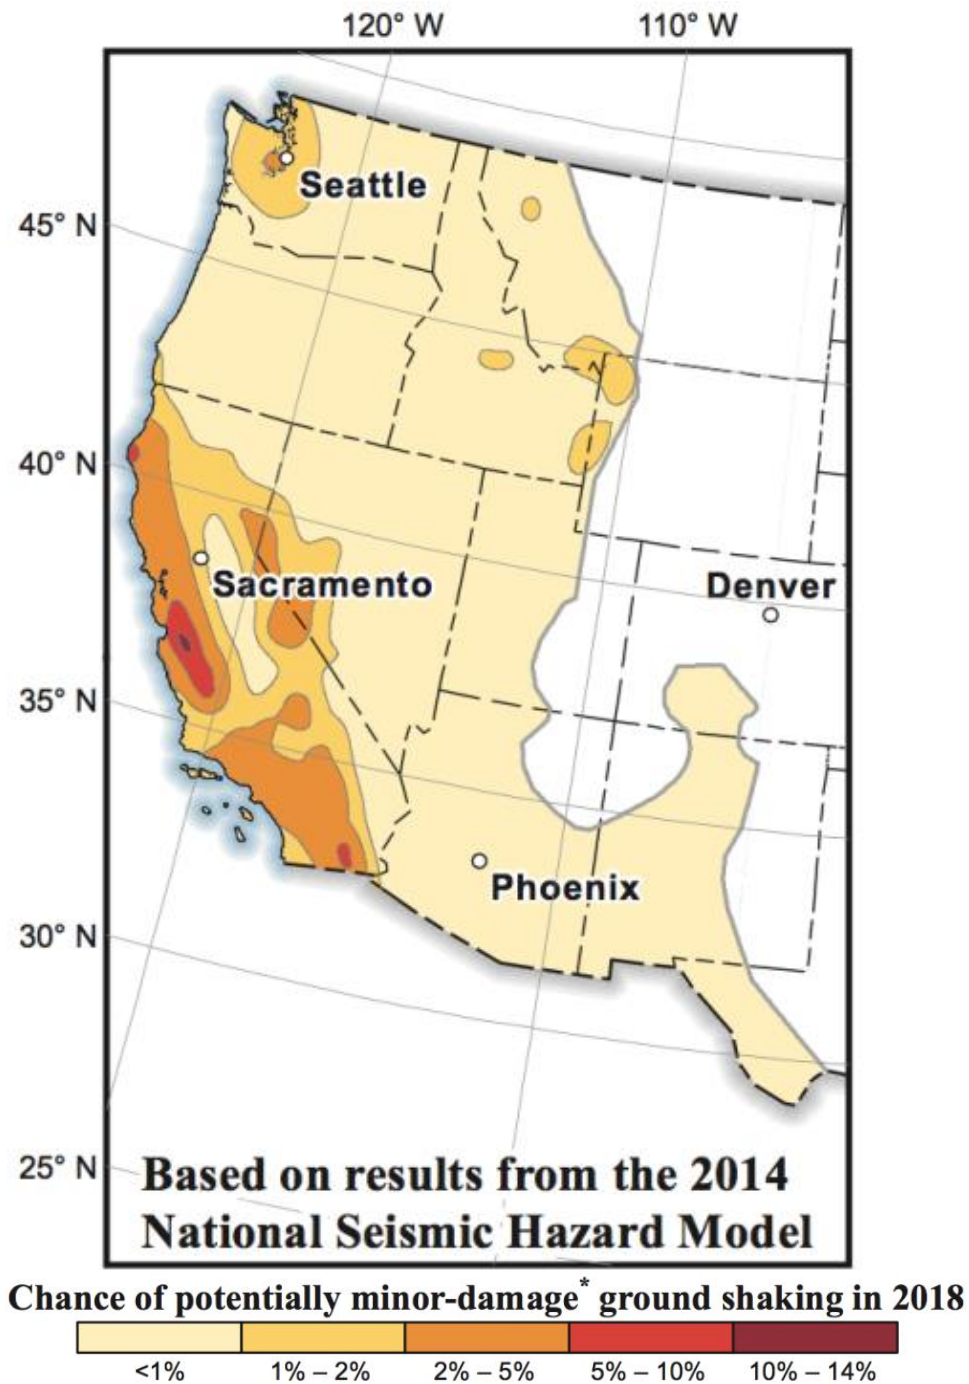 120° W 110° W
Seattle
45° N
40° N
Sacramento
Denver
35° N
Phoenix
30° N
25° N
Based on results from the 2014
National Seismic Hazard Model
Chance of potentially minor-damage* ground shaking in 2018
<1% 1% – 2% 2% – 5% 5% – 10% 10% – 14%